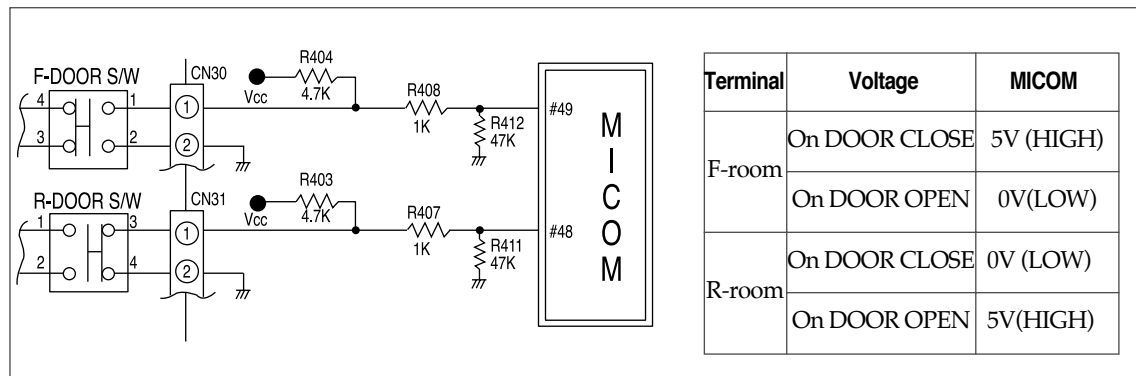 F-DOOR S/W
4
1
3
2
CN30
1
2
Vcc
R404
4.7K
R408
1K
R412
47K
#49
R-DOOR S/W
1
3
2
4
CN31
1
2
Vcc
R403
4.7K
R407
1K
R411
47K
#48
MICOM
Terminal Voltage MICOM
F-room
On DOOR CLOSE 5V (HIGH)
On DOOR OPEN 0V(LOW)
R-room
On DOOR CLOSE 0V (LOW)
On DOOR OPEN 5V(HIGH)